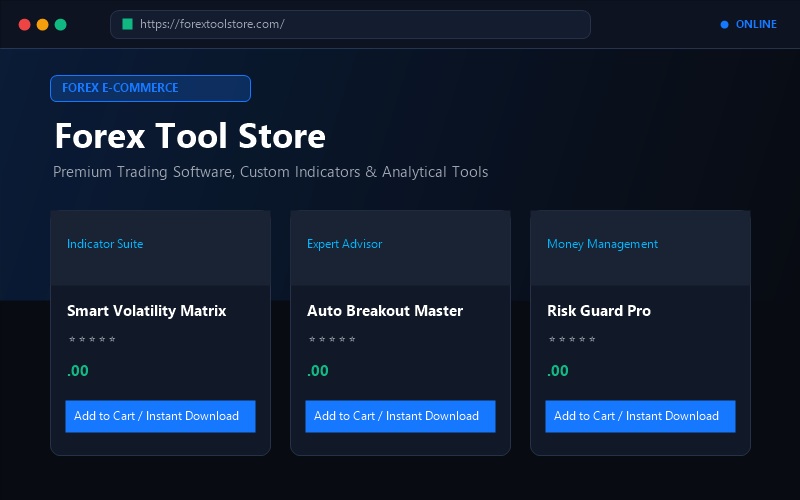 https://forextoolstore.com/
ONLINE
FOREX E-COMMERCE
Forex Tool Store
Premium Trading Software, Custom Indicators & Analytical Tools
Indicator Suite
Expert Advisor
Money Management
Smart Volatility Matrix
Auto Breakout Master
Risk Guard Pro
☆☆☆☆☆
☆☆☆☆☆
☆☆☆☆☆
.00
.00
.00
Add to Cart / Instant Download
Add to Cart / Instant Download
Add to Cart / Instant Download